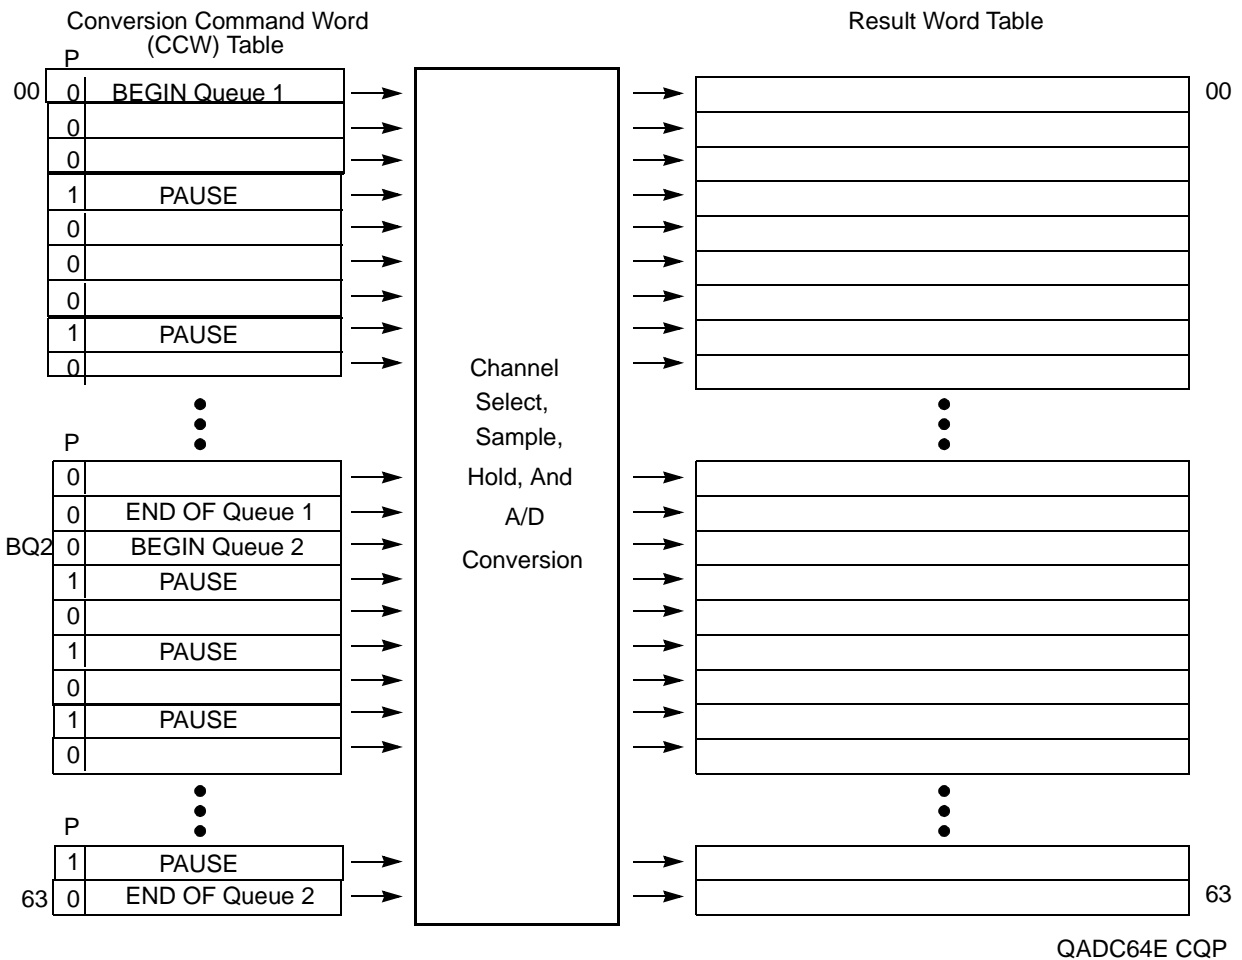 Conversion Command Word
(CCW) Table
Result Word Table
P
00 0 BEGIN Queue 1 00
0
0
1 PAUSE
0
0
0
1 PAUSE
0
Channel
Select,
Sample,
Hold, And
A/D
Conversion
P
0
0 END OF Queue 1
BQ2 0 BEGIN Queue 2
1 PAUSE
0
1 PAUSE
0
1 PAUSE
0
P
1 PAUSE
63 0 END OF Queue 2 63
QADC64E CQP